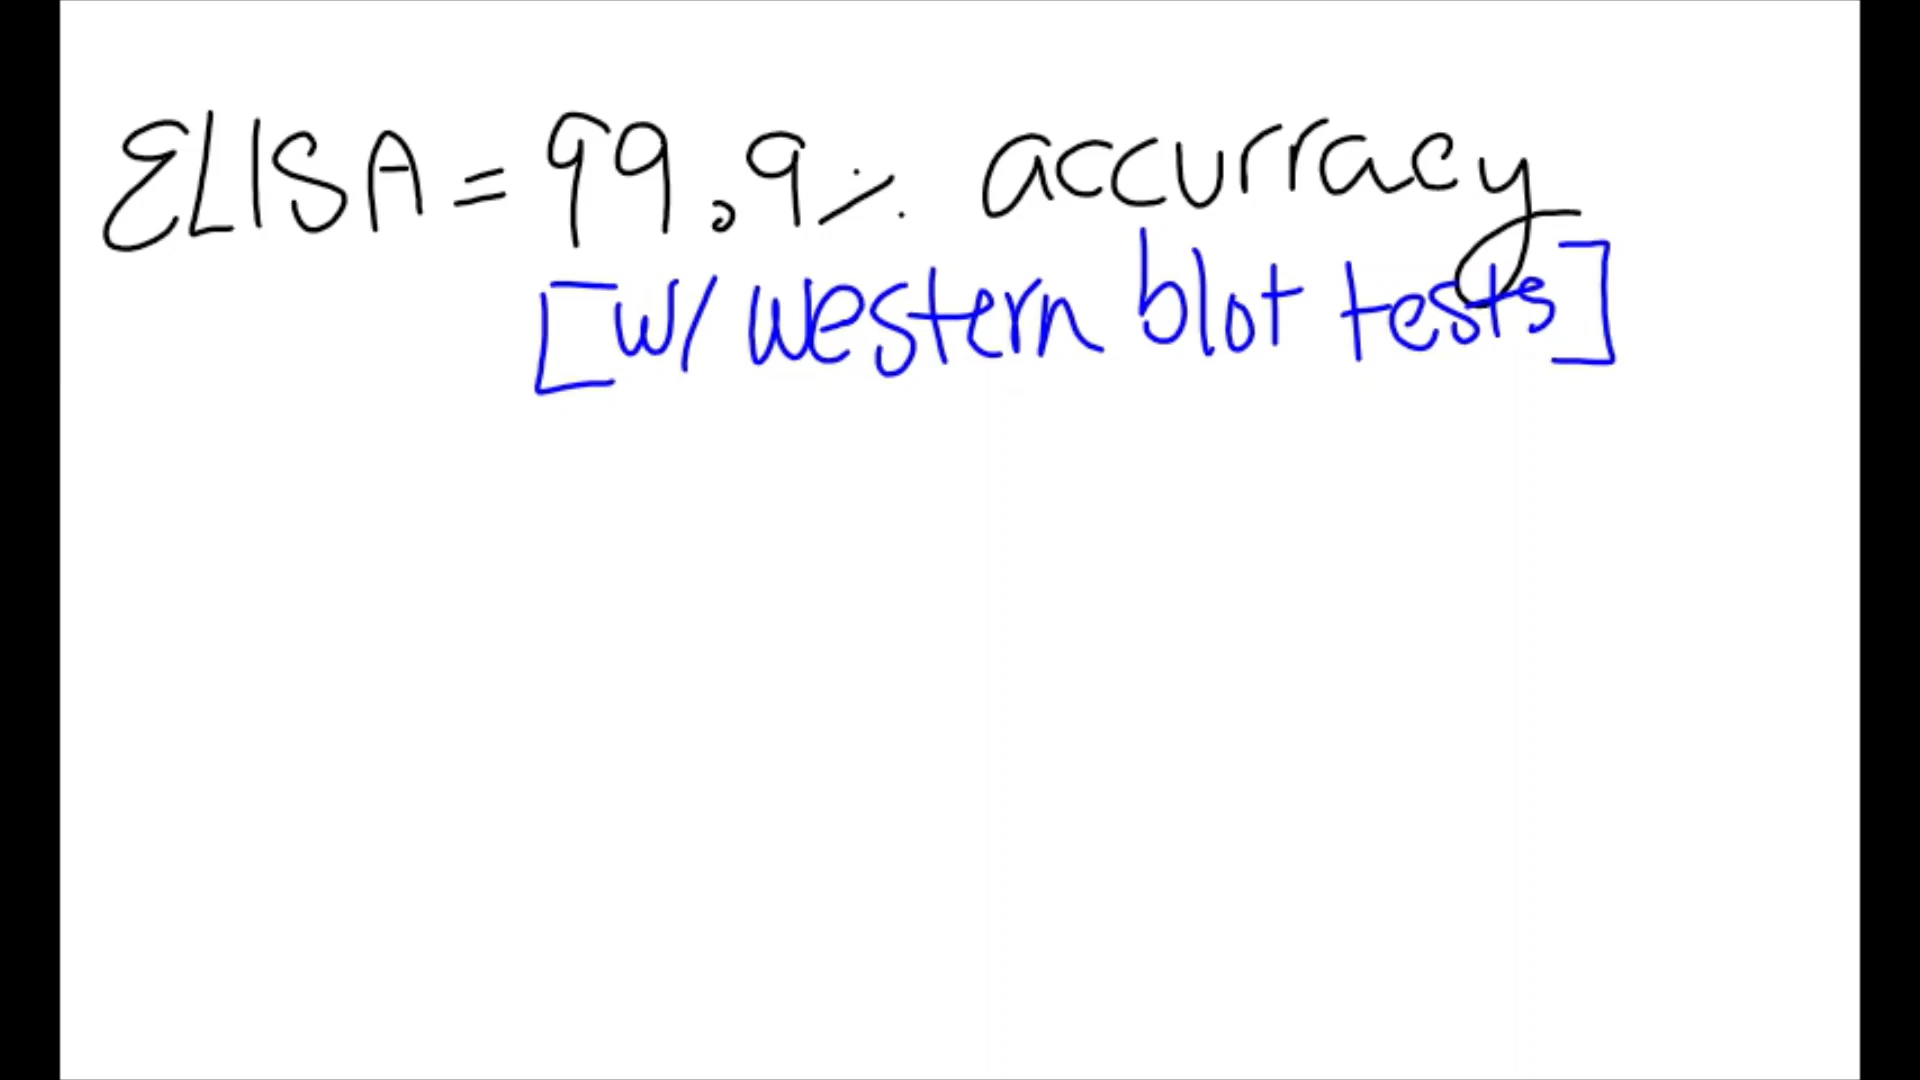 ELISA = 99.9% accurracy
[w/ western blot tests]